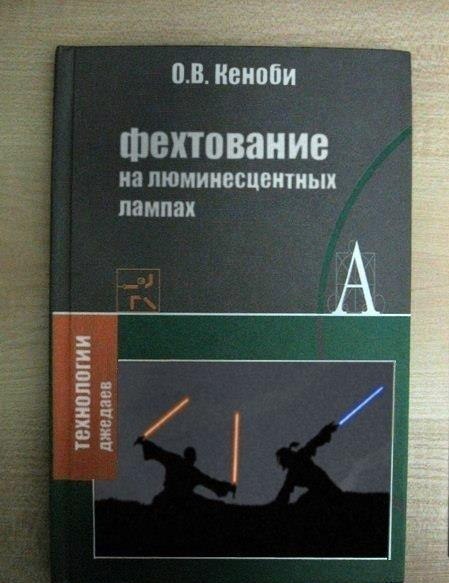 О.В. Кеноби
фехтование
на люминесцентных
лампах
А
технологии
джедаев